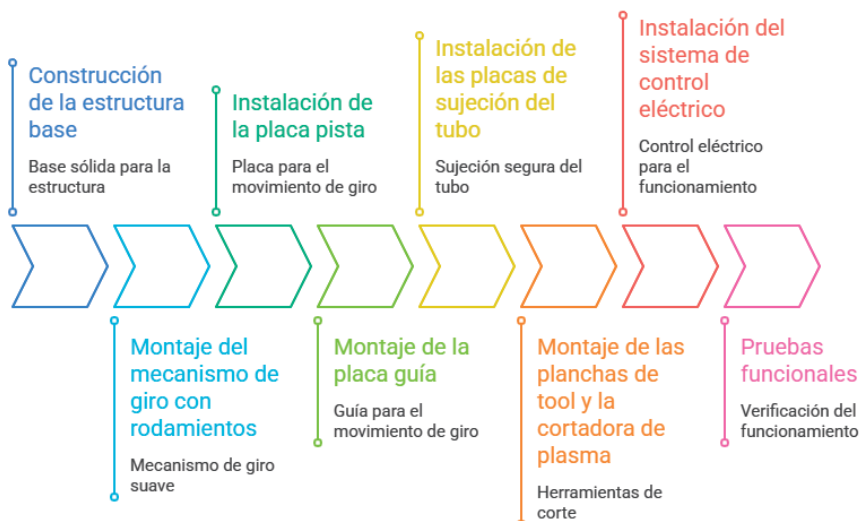 Construcción
de la estructura
base
Base sólida para la
estructura
Montaje del
mecanismo de
giro con
rodamientos
Mecanismo de giro
suave
Instalación de
la placa pista
Placa para el
movimiento de giro
Montaje de la
placa guía
Guía para el
movimiento de giro
Instalación de
las placas de
sujeción del
tubo
Sujeción segura del
tubo
Montaje de las
planchas de
tool y la
cortadora de
plasma
Herramientas de
corte
Instalación del
sistema de
control
eléctrico
Control eléctrico
para el
funcionamiento
Pruebas
funcionales
Verificación del
funcionamiento